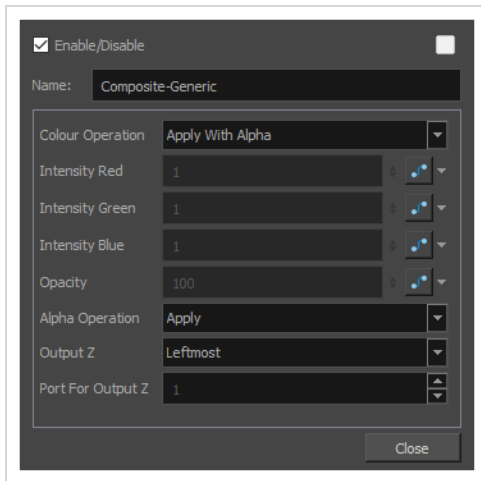 Enable/Disable
Name: Composite-Generic
Colour Operation Apply With Alpha
Intensity Red 1
Intensity Green 1
Intensity Blue 1
Opacity 100
Alpha Operation Apply
Output Z Leftmost
Port For Output Z 1
Close